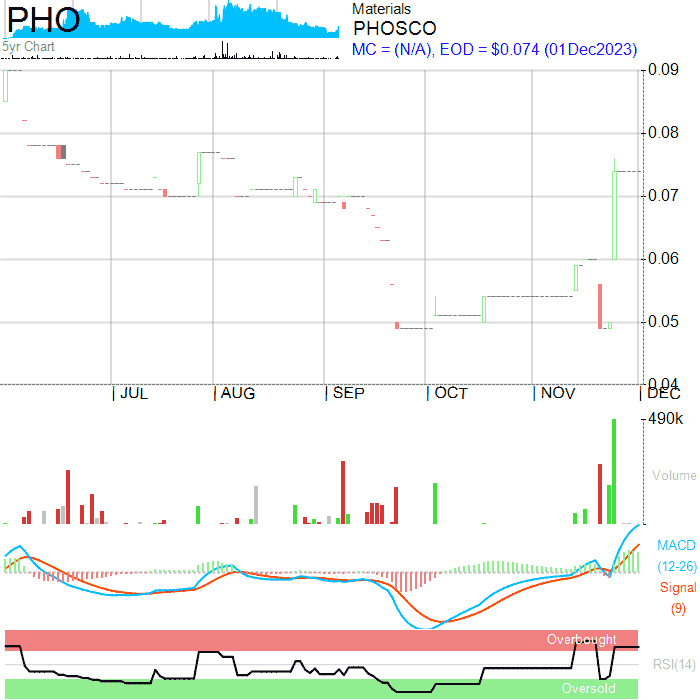 PHO
5yr Chart
Materials
PHOSCO
MC = (N/A), EOD = $0.074 (01Dec2023)
0.09
0.08
0.07
0.06
0.05
0.04
| JUL | AUG | SEP | OCT | NOV | DEC
490k
Volume
MACD
(12-26)
Signal
(9)
Overbought
RSI(14)
Oversold